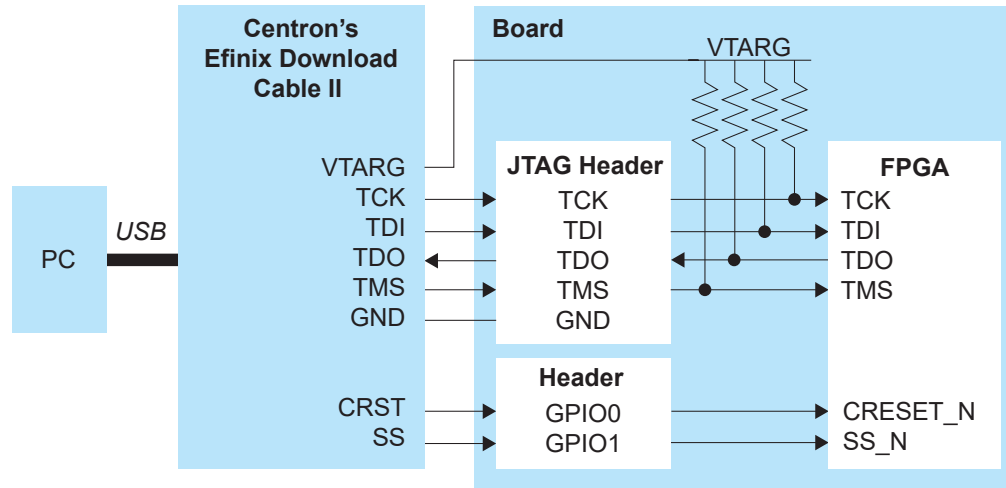 Centron's
Efinix Download
Cable II
Board
VTARG
VTARG
TCK
TDI
TDO
TMS
GND
CRST
SS
PC
USB
JTAG Header
TCK
TDI
TDO
TMS
GND
Header
GPIO0
GPIO1
FPGA
TCK
TDI
TDO
TMS
CRESET_N
SS_N